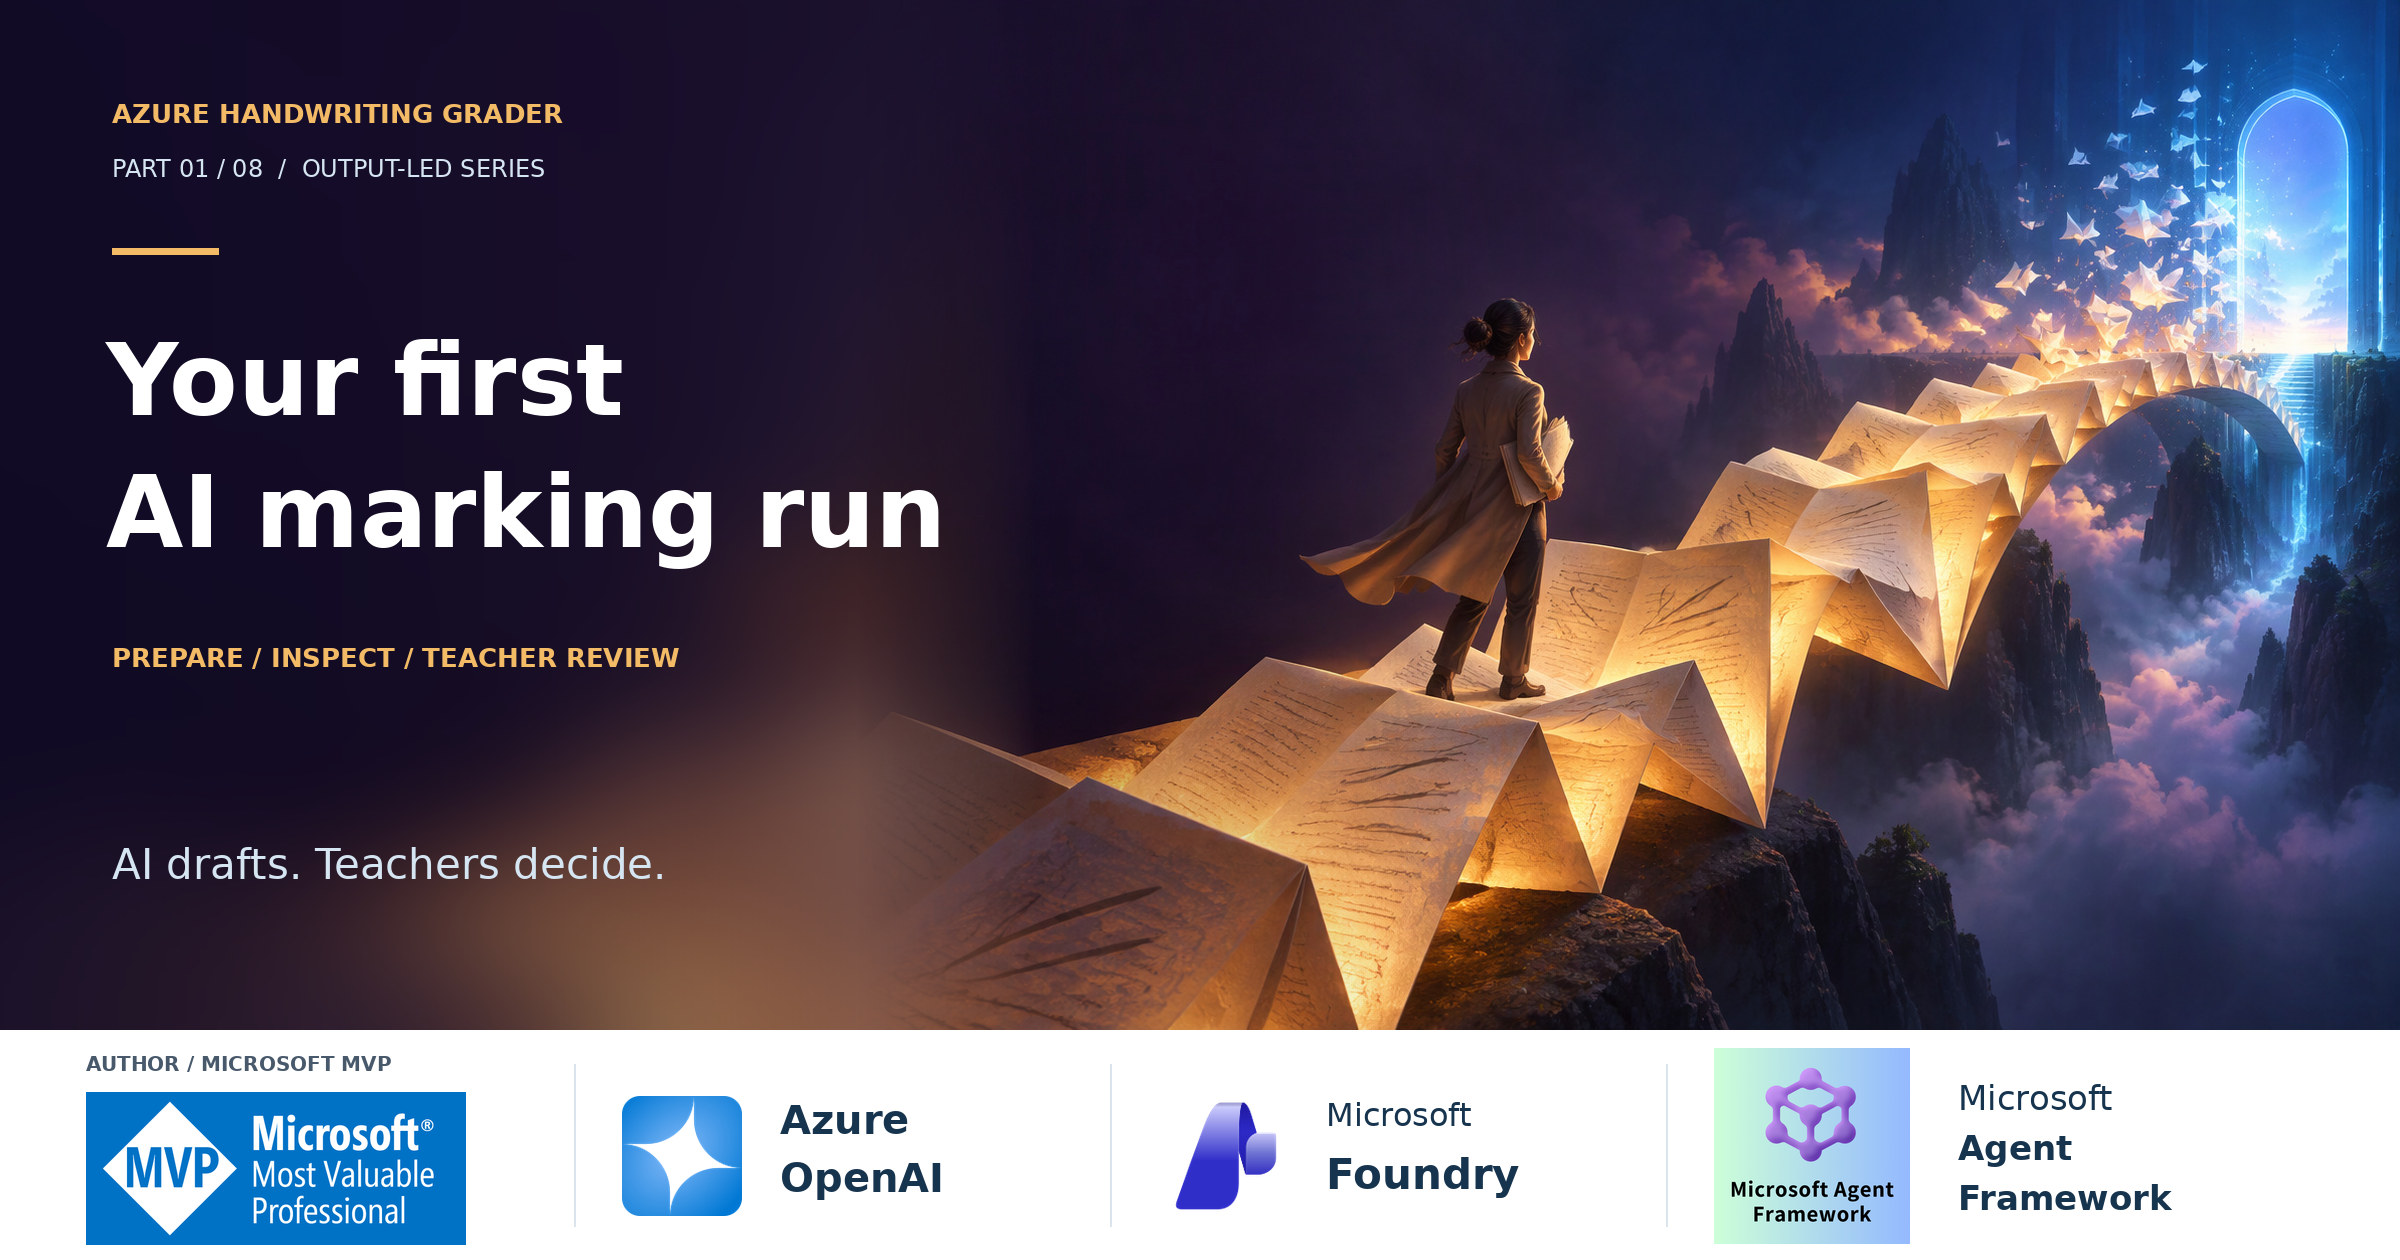 AZURE HANDWRITING GRADER
PART 01 / 08 / OUTPUT-LED SERIES
Your first
AI marking run
PREPARE / INSPECT / TEACHER REVIEW
AI drafts. Teachers decide.
AUTHOR / MICROSOFT MVP
MVP
Microsoft®
Most Valuable
Professional
Azure
OpenAI
Microsoft
Foundry
Microsoft Agent
Framework
Microsoft
Agent
Framework